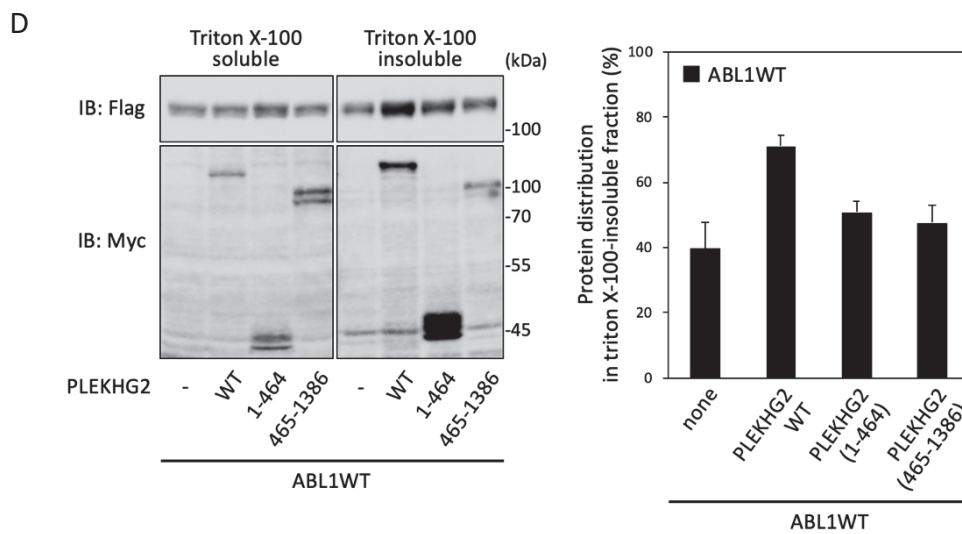 D
Triton X-100
soluble
Triton X-100
insoluble
(kDa)
IB: Flag
-100
IB: Myc
-100
-70
-55
-45
PLEKHG2
-
WT
1-464
465-1386
-
WT
1-464
465-1386
ABL1WT
Protein distribution
in triton X-100-insoluble fraction (%)
100
80
60
40
20
0
ABL1WT
none
PLEKHG2
WT
PLEKHG2
(1-464)
PLEKHG2
(465-1386)
ABL1WT